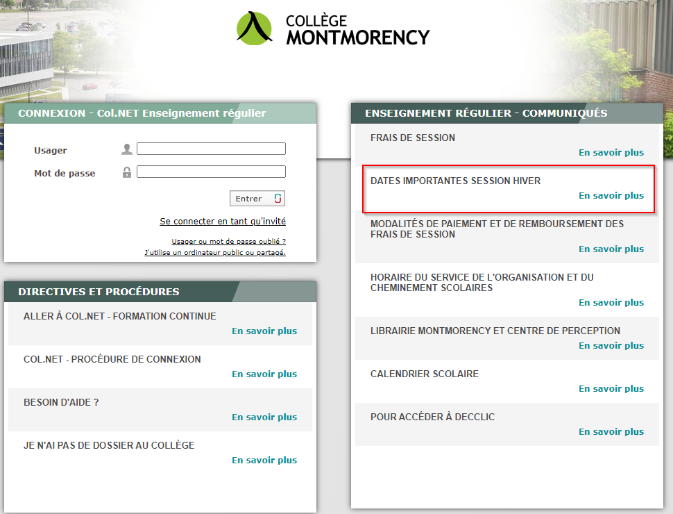 COLLÈGE
MONTMORENCY
CONNEXION - Col.NET Enseignement régulier
Usager
Mot de passe
Entrer
Se connecter en tant qu'invité
Usager ou mot de passe oublié ?
J'utilise un ordinateur public ou partagé.
DIRECTIVES ET PROCÉDURES
ALLER À COL.NET - FORMATION CONTINUE
En savoir plus
COL.NET - PROCÉDURE DE CONNEXION
En savoir plus
BESOIN D'AIDE ?
En savoir plus
JE N'AI PAS DE DOSSIER AU COLLÈGE
En savoir plus
ENSEIGNEMENT RÉGULIER - COMMUNIQUÉS
FRAIS DE SESSION
En savoir plus
DATES IMPORTANTES SESSION HIVER
En savoir plus
MODALITÉS DE PAIEMENT ET DE REMBOURSEMENT DES
FRAIS DE SESSION
En savoir plus
HORAIRE DU SERVICE DE L'ORGANISATION ET DU
CHEMINEMENT SCOLAIRES
En savoir plus
LIBRAIRIE MONTMORENCY ET CENTRE DE PERCEPTION
En savoir plus
CALENDRIER SCOLAIRE
En savoir plus
POUR ACCÉDER À DECCLIC
En savoir plus